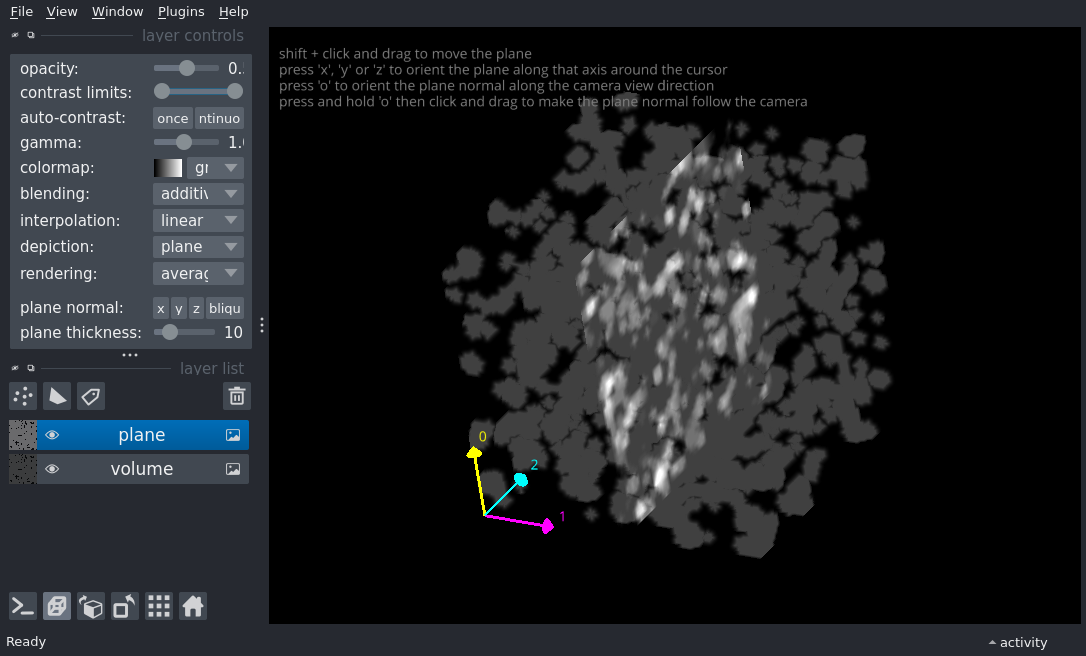 File View Window Plugins Help
layer controls
opacity: 0.
contrast limits:
auto-contrast: once ntinuo
gamma: 1.
colormap: gr
blending: additiv
interpolation: linear
depiction: plane
rendering: averag
plane normal: x y z bliqu
plane thickness: 10
layer list
plane
volume
Ready
shift + click and drag to move the plane
press 'x', 'y' or 'z' to orient the plane along that axis around the cursor
press 'o' to orient the plane normal along the camera view direction
press and hold 'o' then click and drag to make the plane normal follow the camera
0
2
1
activity